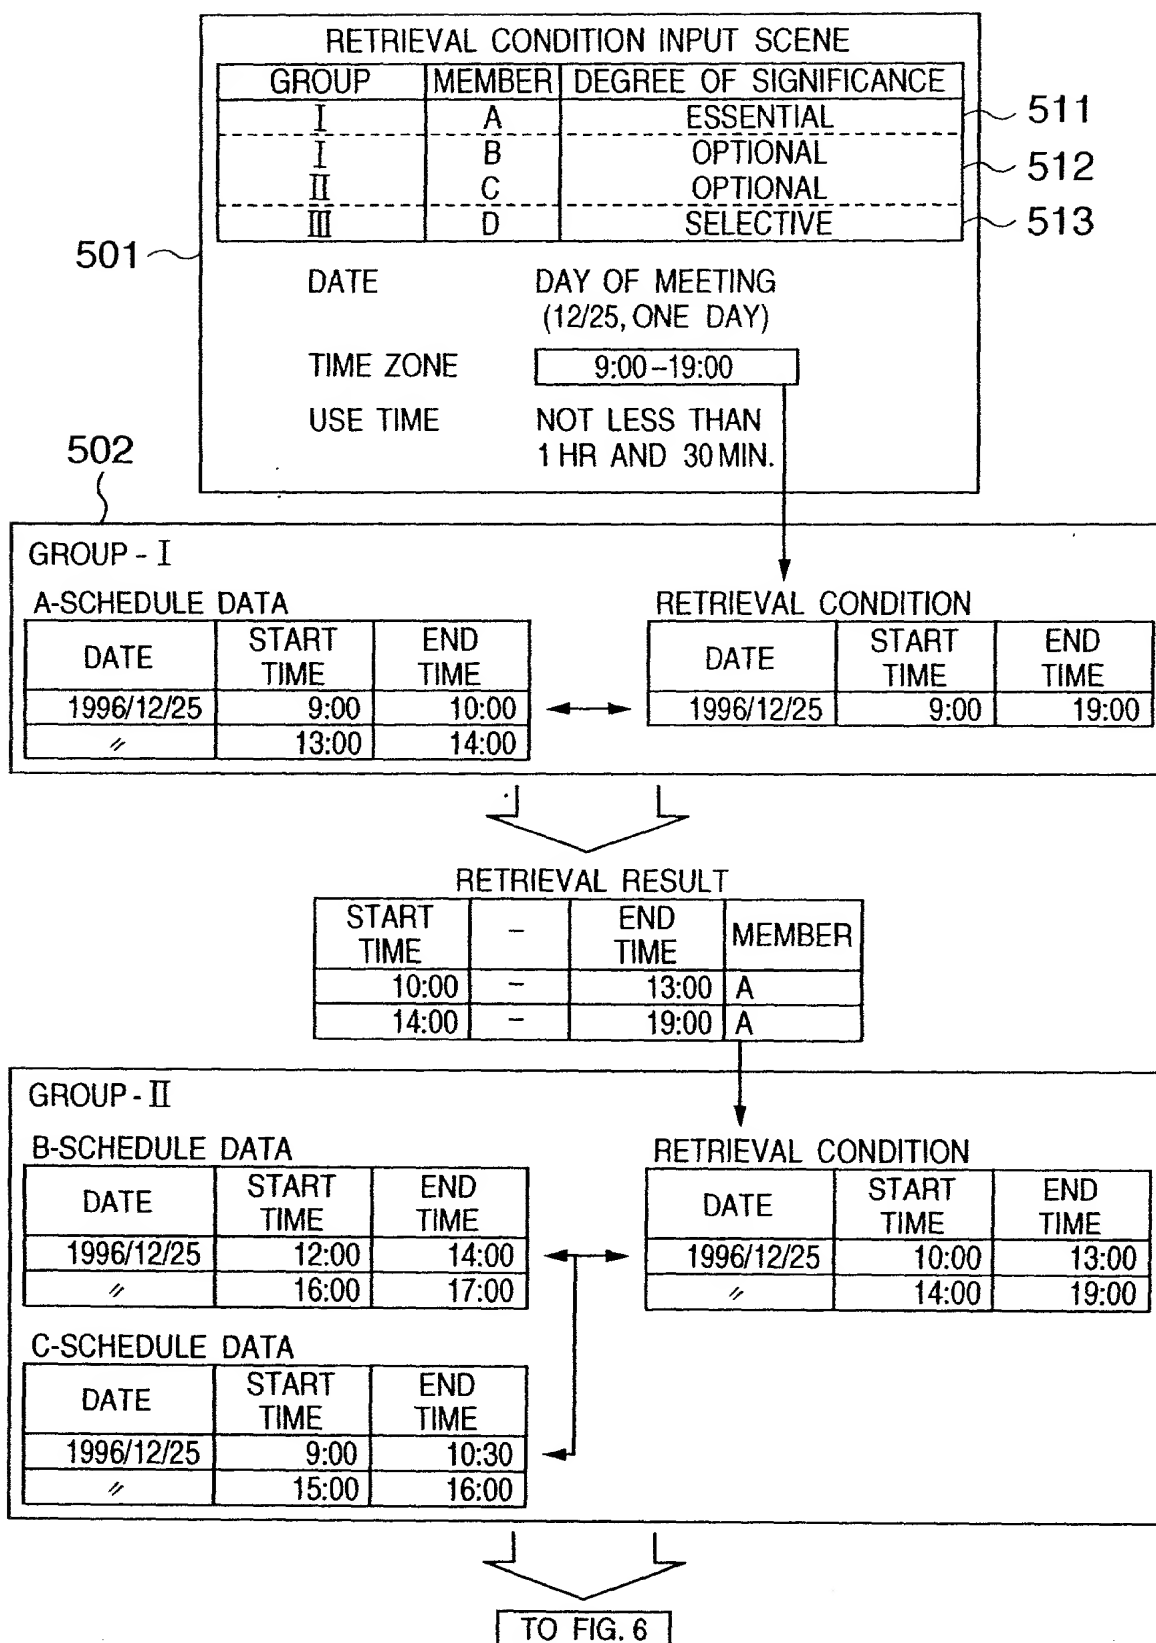 RETRIEVAL CONDITION INPUT SCENE
GROUP MEMBER DEGREE OF SIGNIFICANCE
I A ESSENTIAL 511
I B OPTIONAL
512
II C OPTIONAL
III D SELECTIVE 513
501
DATE DAY OF MEETING
(12/25, ONE DAY)
TIME ZONE 9:00–19:00
USE TIME NOT LESS THAN
1 HR AND 30 MIN.
502
GROUP - I
A-SCHEDULE DATA
DATE START TIME END TIME
1996/12/25 9:00 10:00
〃 13:00 14:00
RETRIEVAL CONDITION
DATE START TIME END TIME
1996/12/25 9:00 19:00
RETRIEVAL RESULT
START TIME – END TIME MEMBER
10:00 – 13:00 A
14:00 – 19:00 A
GROUP - II
B-SCHEDULE DATA
DATE START TIME END TIME
1996/12/25 12:00 14:00
〃 16:00 17:00
RETRIEVAL CONDITION
DATE START TIME END TIME
1996/12/25 10:00 13:00
〃 14:00 19:00
C-SCHEDULE DATA
DATE START TIME END TIME
1996/12/25 9:00 10:30
〃 15:00 16:00
TO FIG. 6